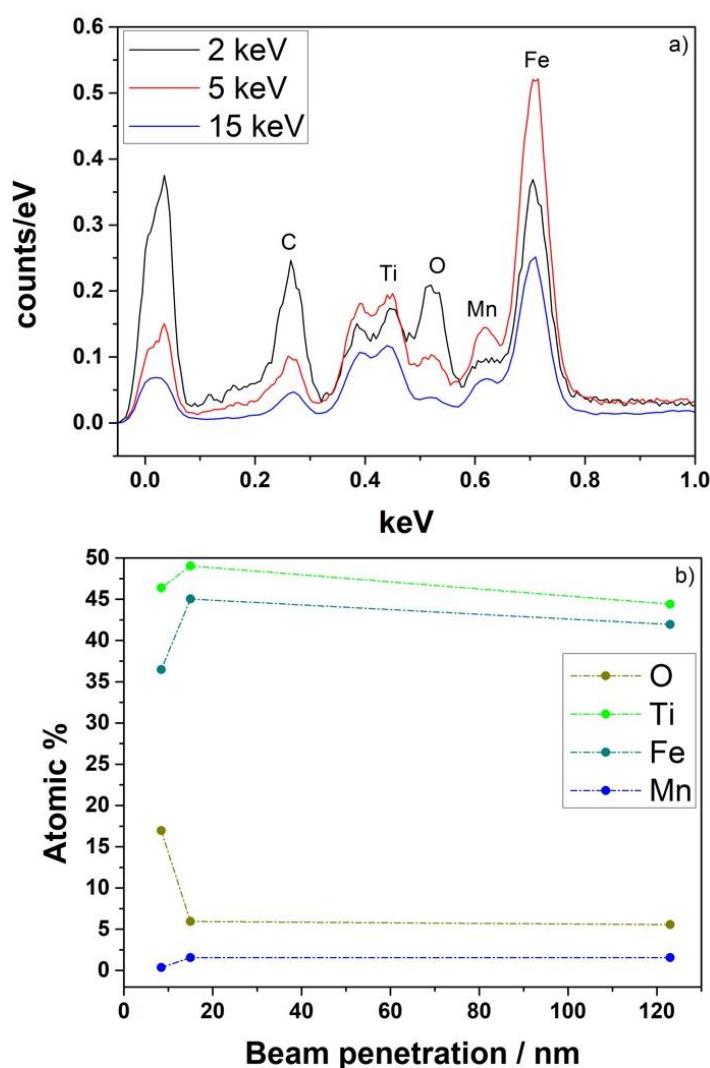 0.6
0.5
0.4
0.3
0.2
0.1
0.0
counts/eV
2 keV
5 keV
15 keV
a)
Fe
C
Ti
O
Mn
0.0 0.2 0.4 0.6 0.8 1.0
keV
50
45
40
35
30
25
20
15
10
5
0
Atomic %
b)
O
Ti
Fe
Mn
0 20 40 60 80 100 120
Beam penetration / nm